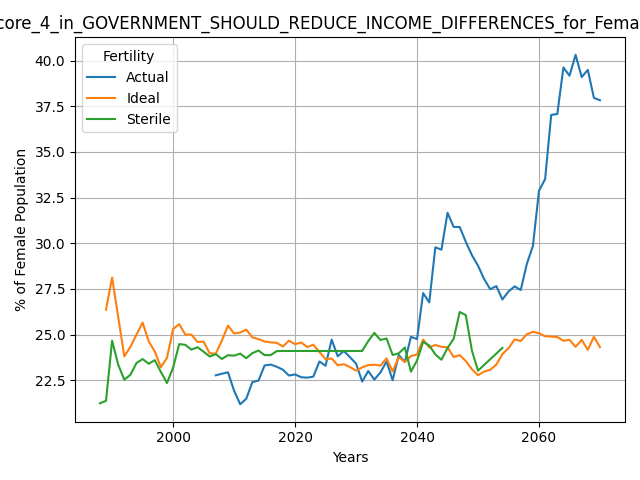 core_4_in_GOVERNMENT_SHOULD_REDUCE_INCOME_DIFFERENCES_for_Fema
Fertility
Actual
Ideal
Sterile
40.0
37.5
35.0
32.5
30.0
27.5
25.0
22.5
% of Female Population
2000
2020
2040
2060
Years